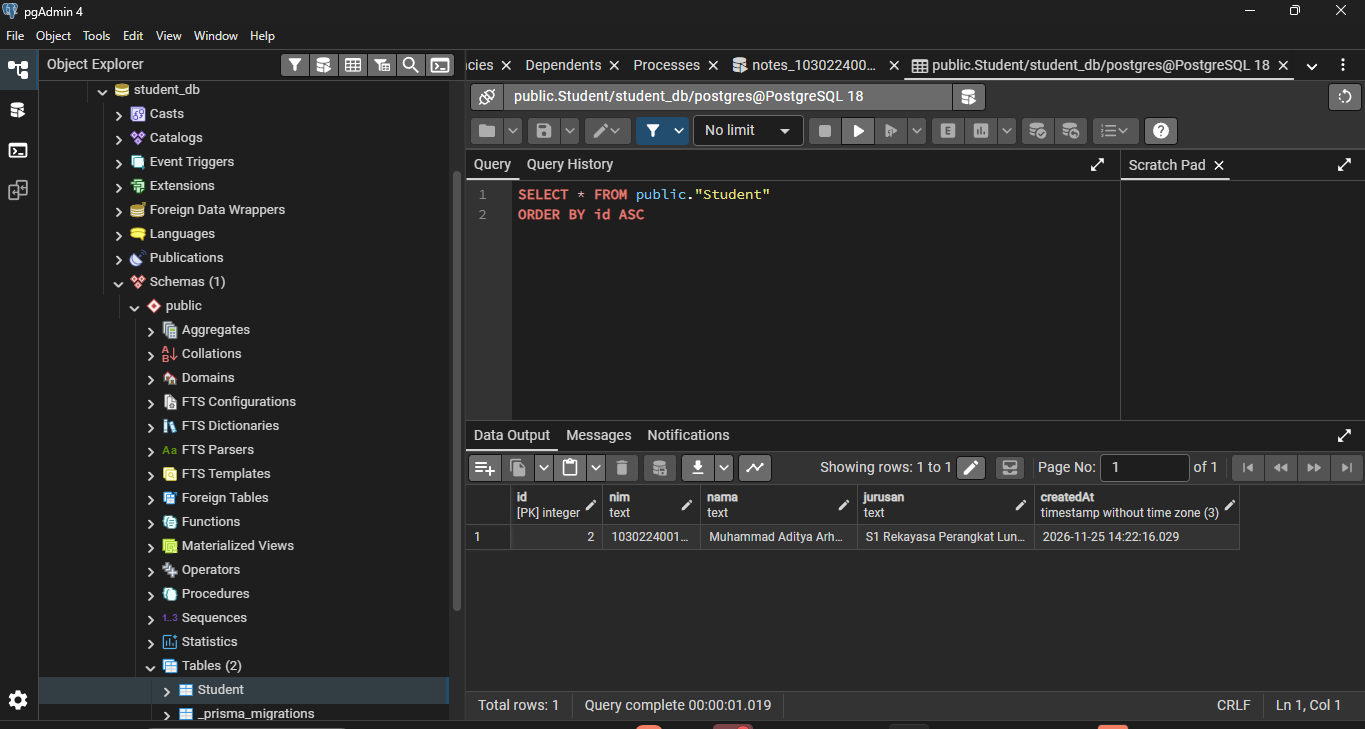 pgAdmin 4
File Object Tools Edit View Window Help
Object Explorer
cies Dependents Processes notes_103022400... public.Student/student_db/postgres@PostgreSQL 18
student_db
Casts
Catalogs
Event Triggers
Extensions
Foreign Data Wrappers
Languages
Publications
Schemas (1)
public
Aggregates
Collations
Domains
FTS Configurations
FTS Dictionaries
Aa FTS Parsers
FTS Templates
Foreign Tables
Functions
Materialized Views
Operators
Procedures
1..3 Sequences
Statistics
Tables (2)
Student
_prisma_migrations
public.Student/student_db/postgres@PostgreSQL 18
No limit
Query Query History
Scratch Pad
1 SELECT * FROM public."Student"
2 ORDER BY id ASC
Data Output Messages Notifications
Showing rows: 1 to 1 Page No: 1 of 1
id nim nama jurusan createdAt
[PK] integer text text text timestamp without time zone (3)
1 2 1030224001... Muhammad Aditya Arh... S1 Rekayasa Perangkat Lun... 2026-11-25 14:22:16.029
Total rows: 1 Query complete 00:00:01.019 CRLF Ln 1, Col 1